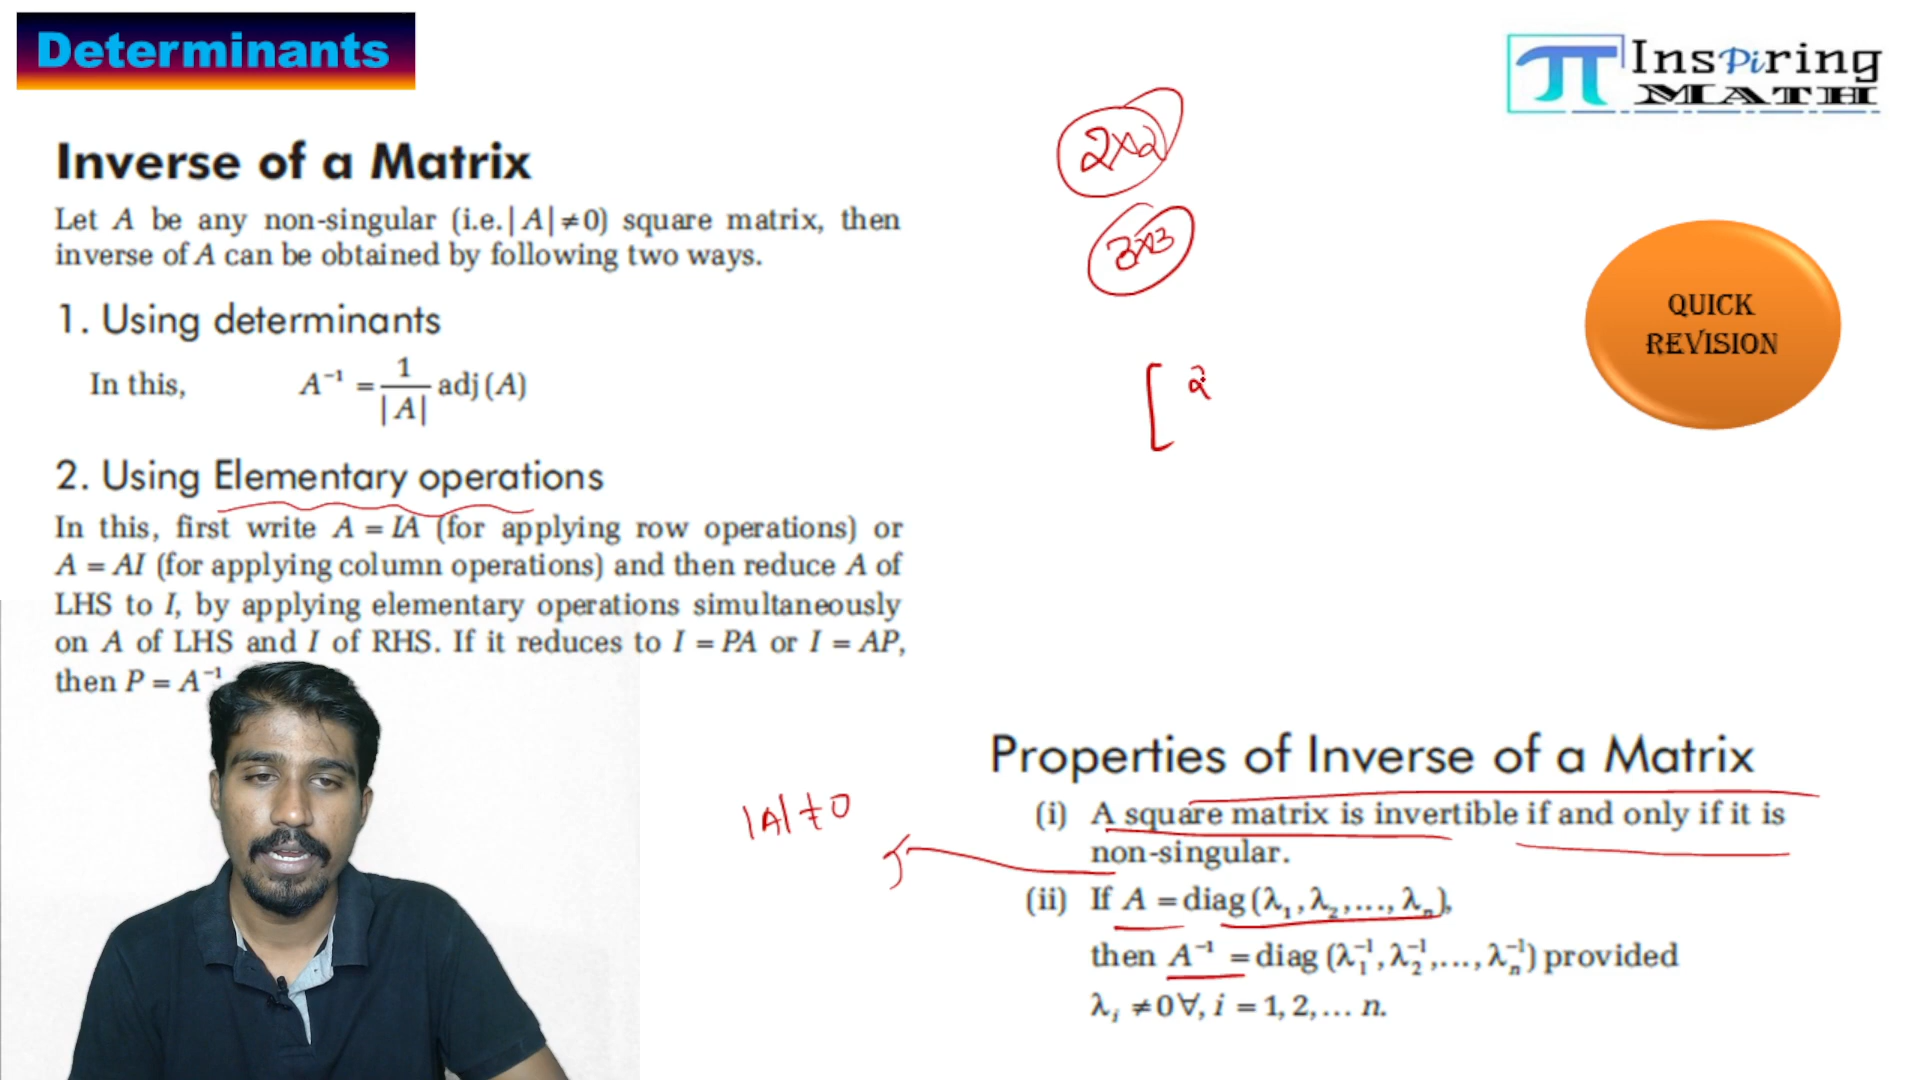 Determinants
InsPiring
MATH
Inverse of a Matrix
Let A be any non-singular (i.e. |A| ≠ 0) square matrix, then
inverse of A can be obtained by following two ways.
1. Using determinants
In this, A⁻¹ = 1/|A| adj (A)
2. Using Elementary operations
In this, first write A = IA (for applying row operations) or
A = AI (for applying column operations) and then reduce A of
LHS to I, by applying elementary operations simultaneously
on A of LHS and I of RHS. If it reduces to I = PA or I = AP,
then P = A⁻¹
2×2
3×3
[ 2
QUICK
REVISION
|A| ≠ 0
Properties of Inverse of a Matrix
(i) A square matrix is invertible if and only if it is
non-singular.
(ii) If A = diag (λ₁, λ₂, ..., λₙ),
then A⁻¹ = diag (λ₁⁻¹, λ₂⁻¹, ..., λₙ⁻¹) provided
λᵢ ≠ 0 ∀, i = 1, 2, ... n.